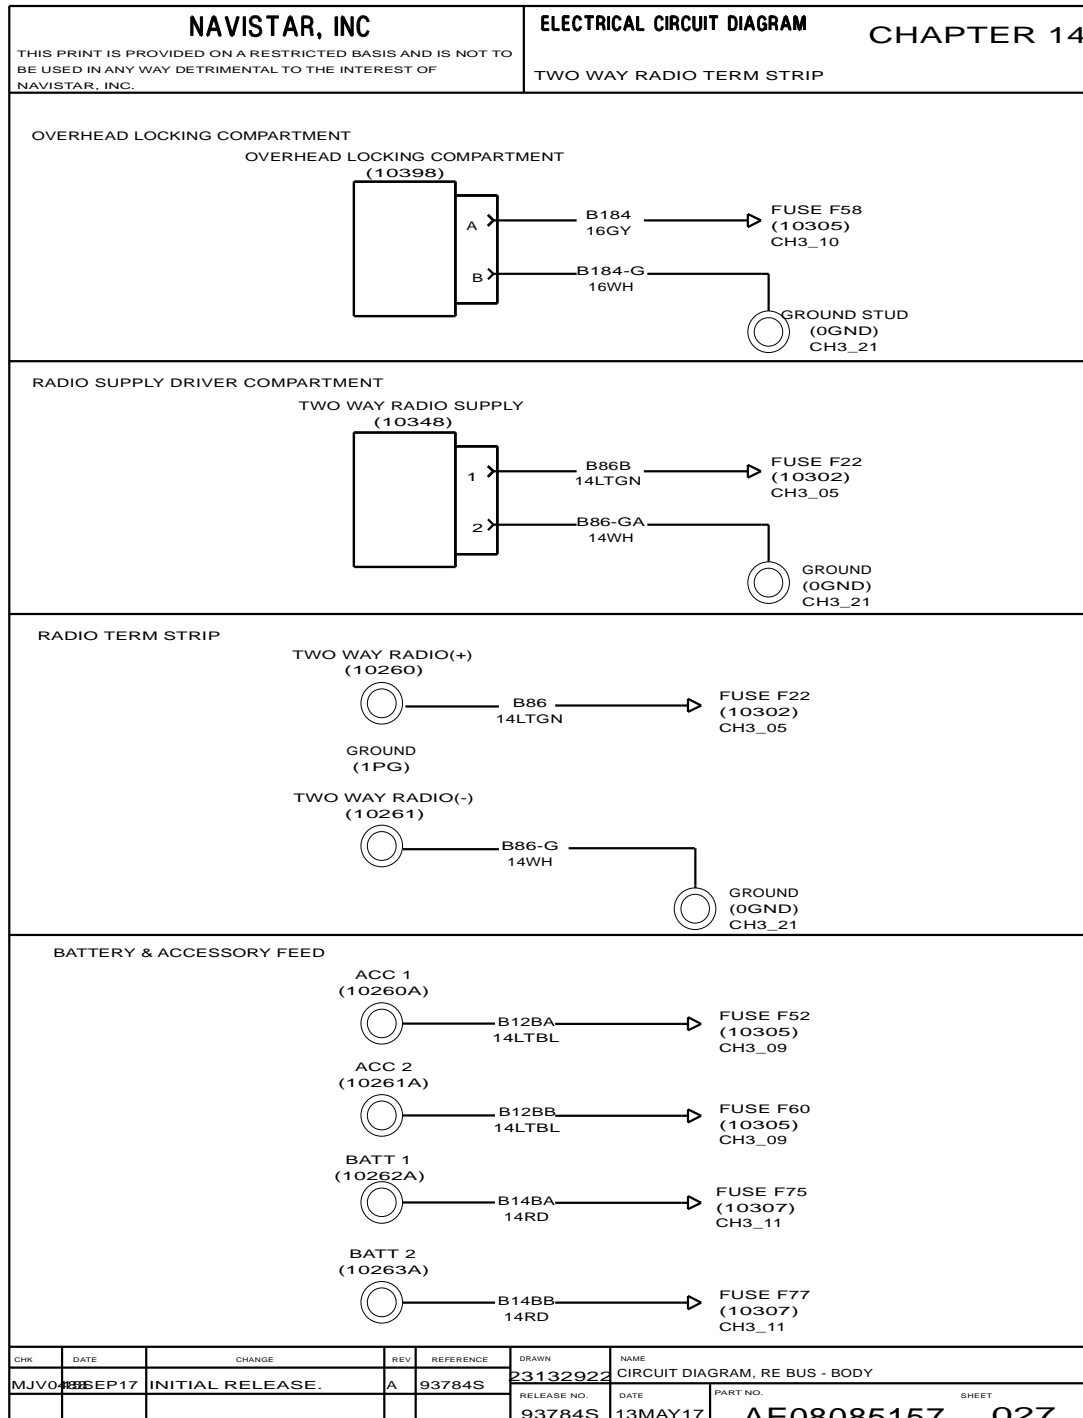 NAVISTAR, INC
THIS PRINT IS PROVIDED ON A RESTRICTED BASIS AND IS NOT TO
BE USED IN ANY WAY DETRIMENTAL TO THE INTEREST OF
NAVISTAR, INC.
ELECTRICAL CIRCUIT DIAGRAM
CHAPTER 14
TWO WAY RADIO TERM STRIP
OVERHEAD LOCKING COMPARTMENT
OVERHEAD LOCKING COMPARTMENT
(10398)
A
B184
16GY
FUSE F58
(10305)
CH3_10
B
B184-G
16WH
GROUND STUD
(0GND)
CH3_21
RADIO SUPPLY DRIVER COMPARTMENT
TWO WAY RADIO SUPPLY
(10348)
1
B86B
14LTGN
FUSE F22
(10302)
CH3_05
2
B86-GA
14WH
GROUND
(0GND)
CH3_21
RADIO TERM STRIP
TWO WAY RADIO(+)
(10260)
B86
14LTGN
FUSE F22
(10302)
CH3_05
GROUND
(1PG)
TWO WAY RADIO(-)
(10261)
B86-G
14WH
GROUND
(0GND)
CH3_21
BATTERY & ACCESSORY FEED
ACC 1
(10260A)
B12BA
14LTBL
FUSE F52
(10305)
CH3_09
ACC 2
(10261A)
B12BB
14LTBL
FUSE F60
(10305)
CH3_09
BATT 1
(10262A)
B14BA
14RD
FUSE F75
(10307)
CH3_11
BATT 2
(10263A)
B14BB
14RD
FUSE F77
(10307)
CH3_11
CHK DATE CHANGE REV REFERENCE
INITIAL RELEASE. A 93784S
DRAWN
23132922
NAME
CIRCUIT DIAGRAM, RE BUS - BODY
RELEASE NO.
93784S
DATE
13MAY17
PART NO.
AE08085157
SHEET
027